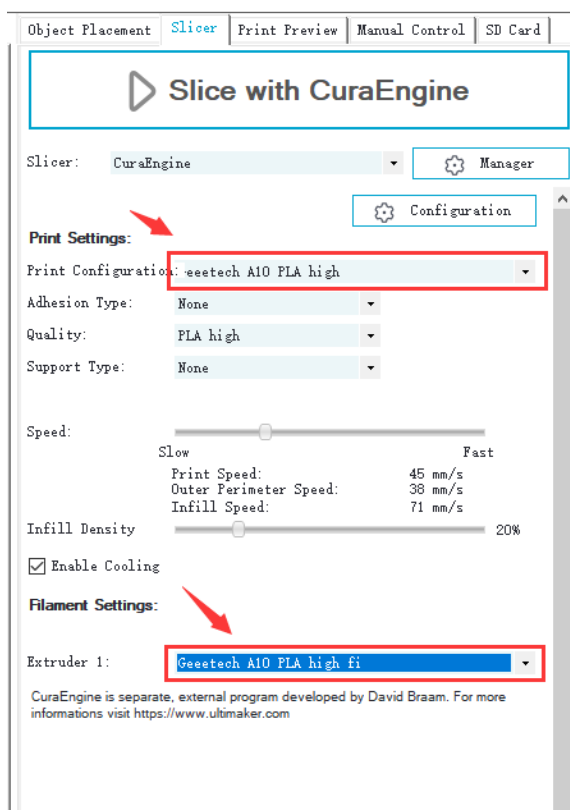 Object Placement Slicer Print Preview Manual Control SD Card
Slice with CuraEngine
Slicer: CuraEngine Manager
Configuration
Print Settings:
Print Configuration: eeetech A10 PLA high
Adhesion Type: None
Quality: PLA high
Support Type: None
Speed:
Slow Fast
Print Speed: 45 mm/s
Outer Perimeter Speed: 38 mm/s
Infill Speed: 71 mm/s
Infill Density 20%
Enable Cooling
Filament Settings:
Extruder 1: Geeetech A10 PLA high fi
CuraEngine is separate, external program developed by David Braam. For more
informations visit https://www.ultimaker.com